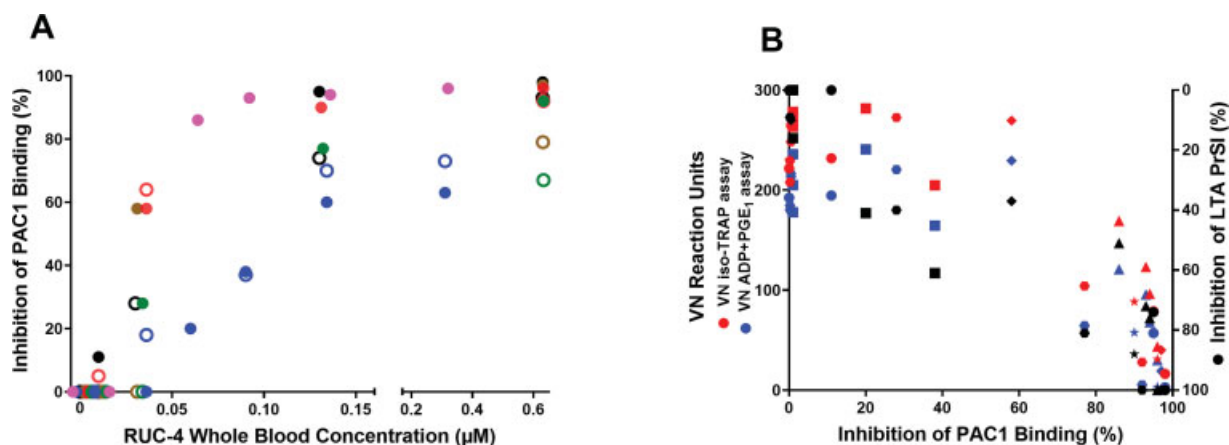 A
Inhibition of PAC1 Binding (%)
100
80
60
40
20
0
0 0.05 0.10 0.15 0.2 0.4 0.6
RUC-4 Whole Blood Concentration (µM)
B
VN Reaction Units
VN iso-TRAP assay
VN ADP+PGE₁ assay
300
200
100
0
0 20 40 60 80 100
Inhibition of PAC1 Binding (%)
0
20
40
60
80
100
Inhibition of LTA PrSI (%)